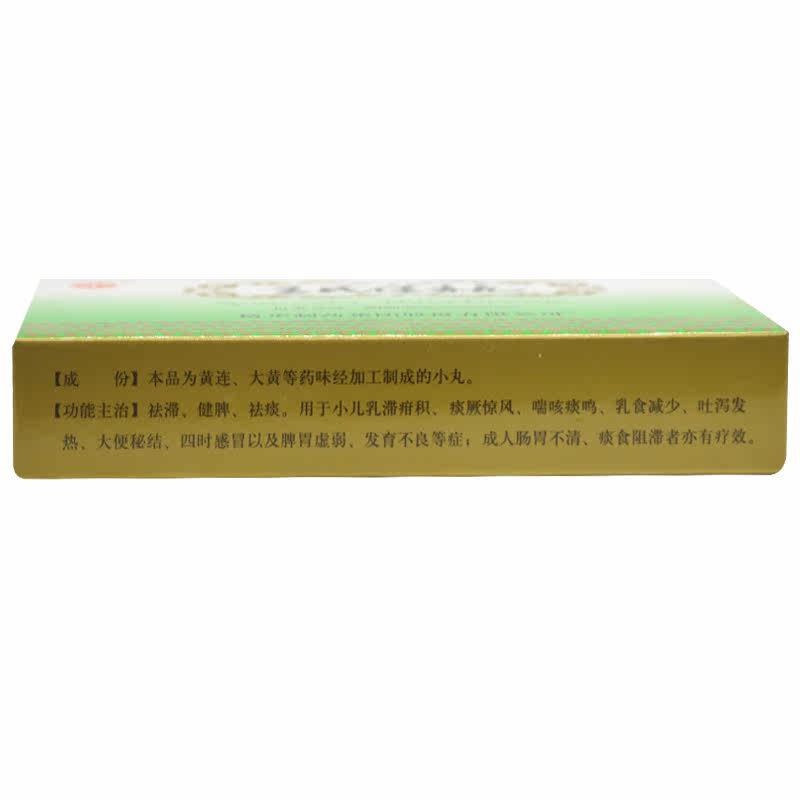 【成　份】本品为黄连、大黄等药味经加工制成的小丸。
【功能主治】祛滞、健脾、祛痰。用于小儿乳滞疳积、痰厥惊风、喘咳痰鸣、乳食减少、吐泻发
热、大便秘结、四时感冒以及脾胃虚弱、发育不良等症；成人肠胃不清、痰食阻滞者亦有疗效。